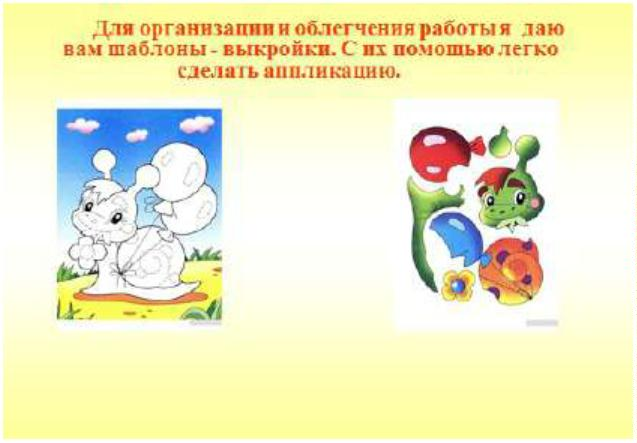 Для организации и облегчения работы я даю
вам шаблоны - выкройки. С их помощью легко
сделать аппликацию.